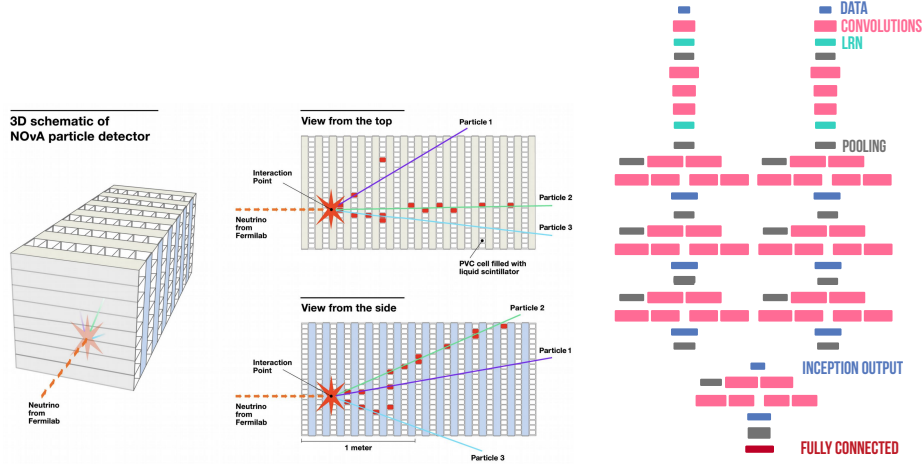 3D schematic of
NOvA particle detector
Neutrino
from
Fermilab
View from the top
Particle 1
Interaction
Point
Particle 2
Neutrino
from
Fermilab
Particle 3
PVC cell filled with
liquid scintillator
View from the side
Particle 2
Interaction
Point
Particle 1
Neutrino
from
Fermilab
1 meter
Particle 3
DATA
CONVOLUTIONS
LRN
POOLING
INCEPTION OUTPUT
FULLY CONNECTED